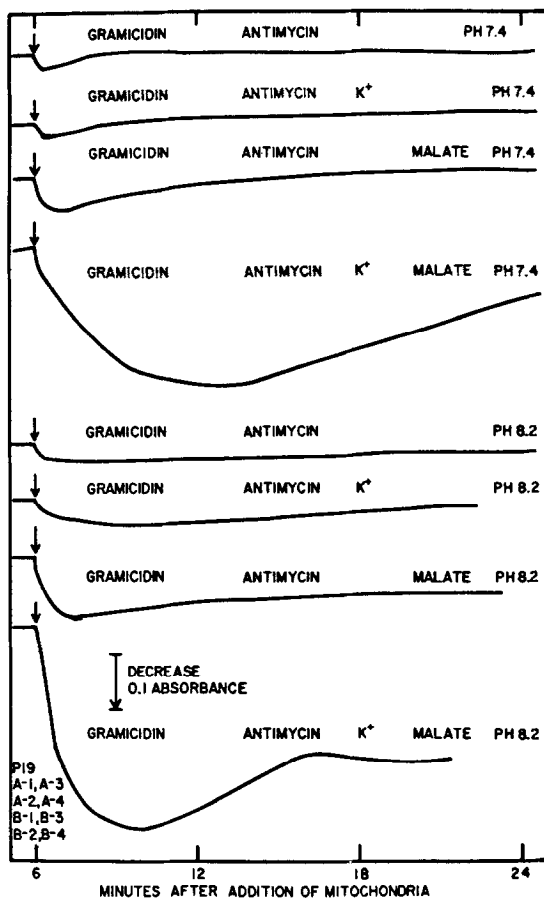 GRAMICIDIN ANTIMYCIN PH 7.4
GRAMICIDIN ANTIMYCIN K+ PH 7.4
GRAMICIDIN ANTIMYCIN MALATE PH 7.4
GRAMICIDIN ANTIMYCIN K+ MALATE PH 7.4
GRAMICIDIN ANTIMYCIN PH 8.2
GRAMICIDIN ANTIMYCIN K+ PH 8.2
GRAMICIDIN ANTIMYCIN MALATE PH 8.2
DECREASE
0.1 ABSORBANCE
GRAMICIDIN ANTIMYCIN K+ MALATE PH 8.2
P19
A-1, A-3
A-2, A-4
B-1, B-3
B-2, B-4
6 12 18 24
MINUTES AFTER ADDITION OF MITOCHONDRIA